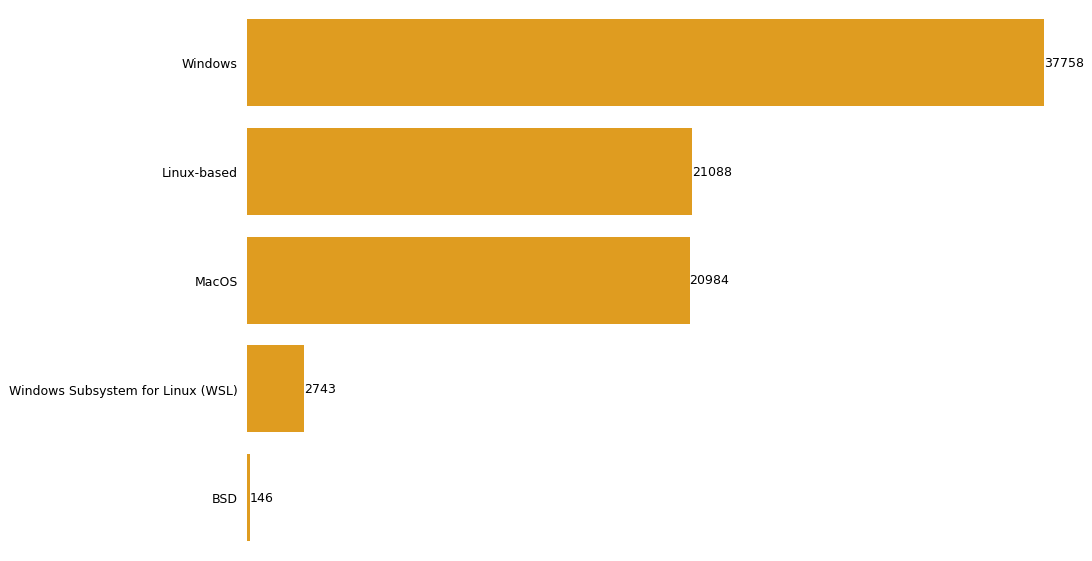 Windows 37758
Linux-based 21088
MacOS 20984
Windows Subsystem for Linux (WSL) 2743
BSD 146